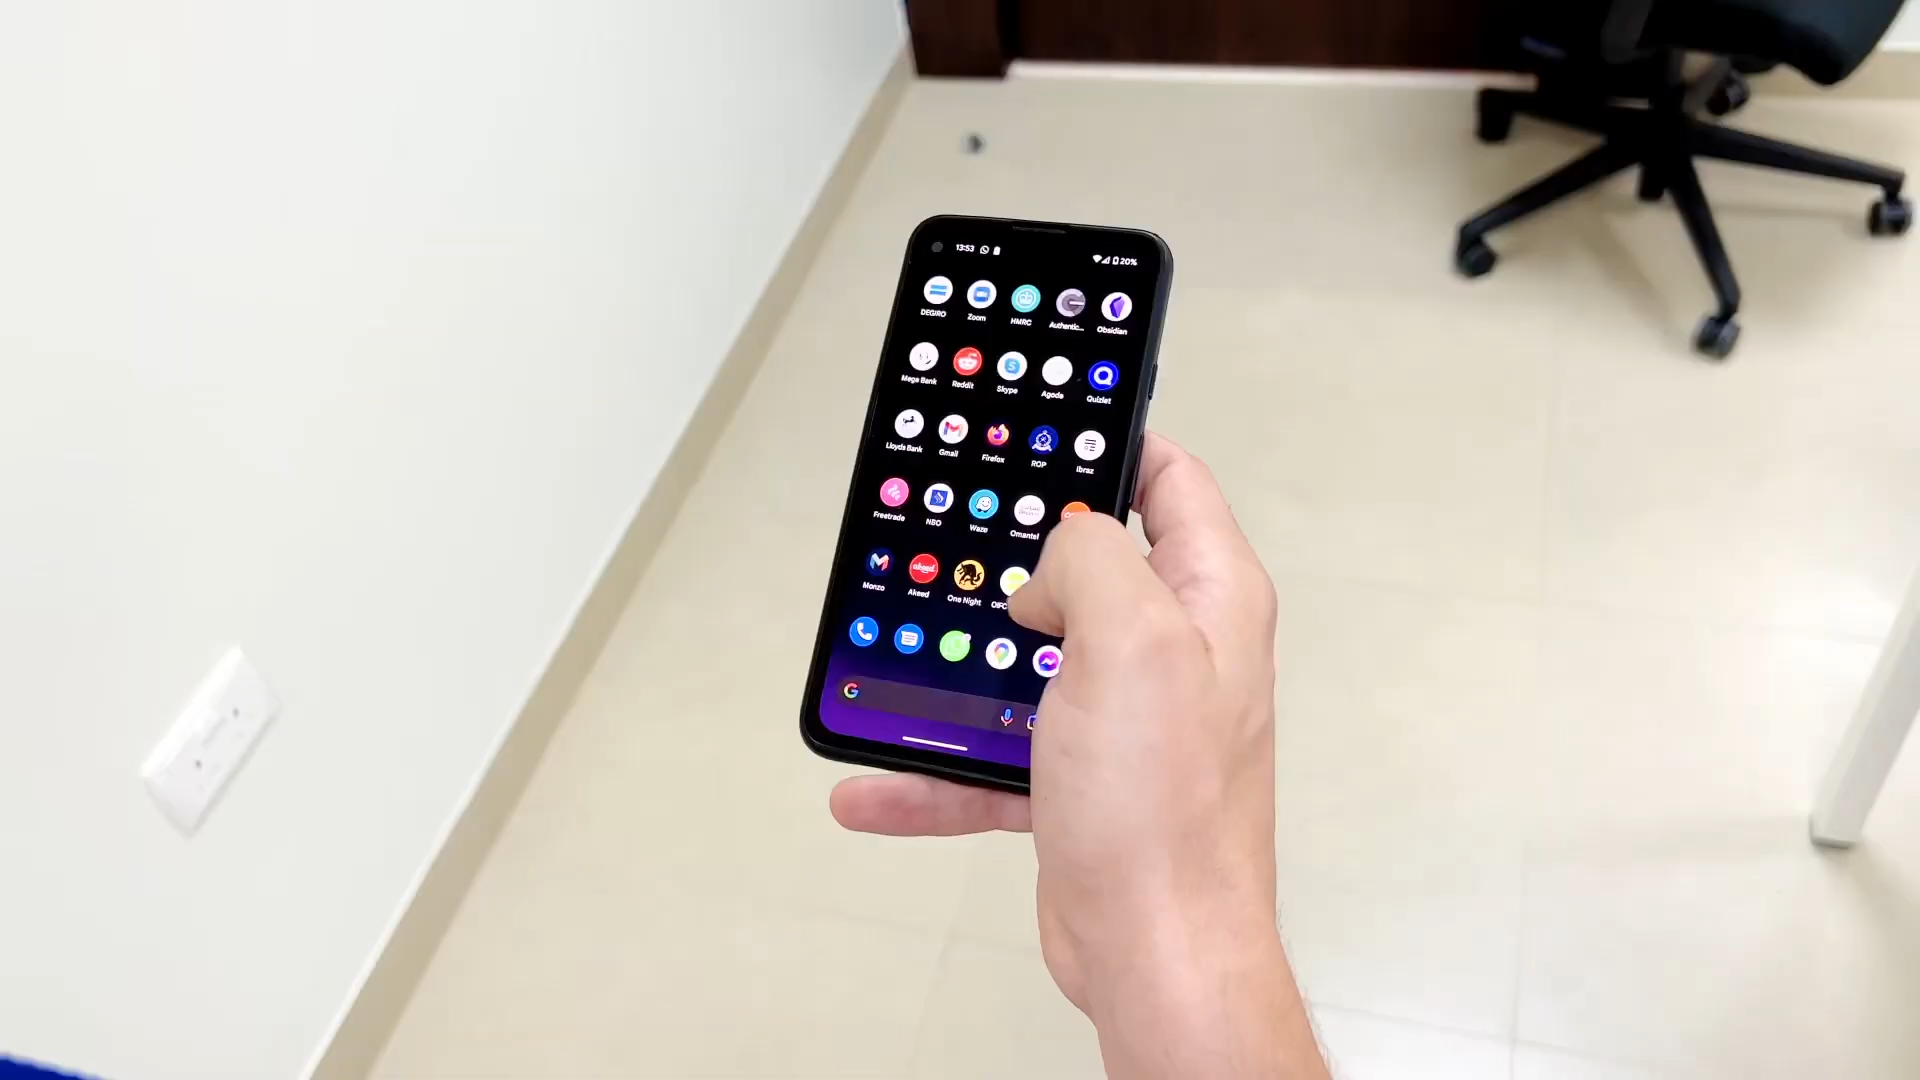 13:53 20%
DEGIRO Zoom HMRC Authentic... Obsidian
Mega Bank Reddit Skype Agoda Quizlet
Lloyds Bank Gmail Firefox ROP Ibraz
Freetrade NBO Waze Omantel
Monzo Akeed One Night OIFC